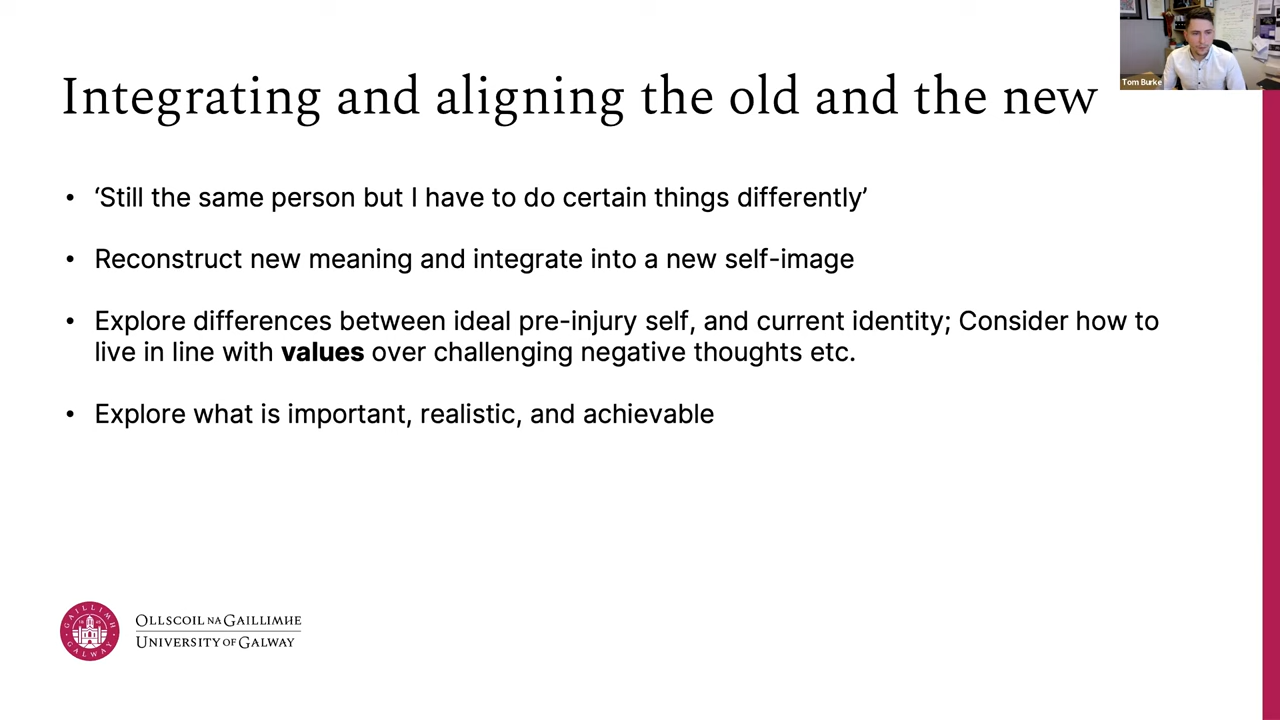 Integrating and aligning the old and the new
Tom Burke
• ‘Still the same person but I have to do certain things differently’
• Reconstruct new meaning and integrate into a new self-image
• Explore differences between ideal pre-injury self, and current identity; Consider how to
live in line with values over challenging negative thoughts etc.
• Explore what is important, realistic, and achievable
GAILLIMH
GALWAY
OLLSCOIL NA GAILLIMHE
UNIVERSITY OF GALWAY